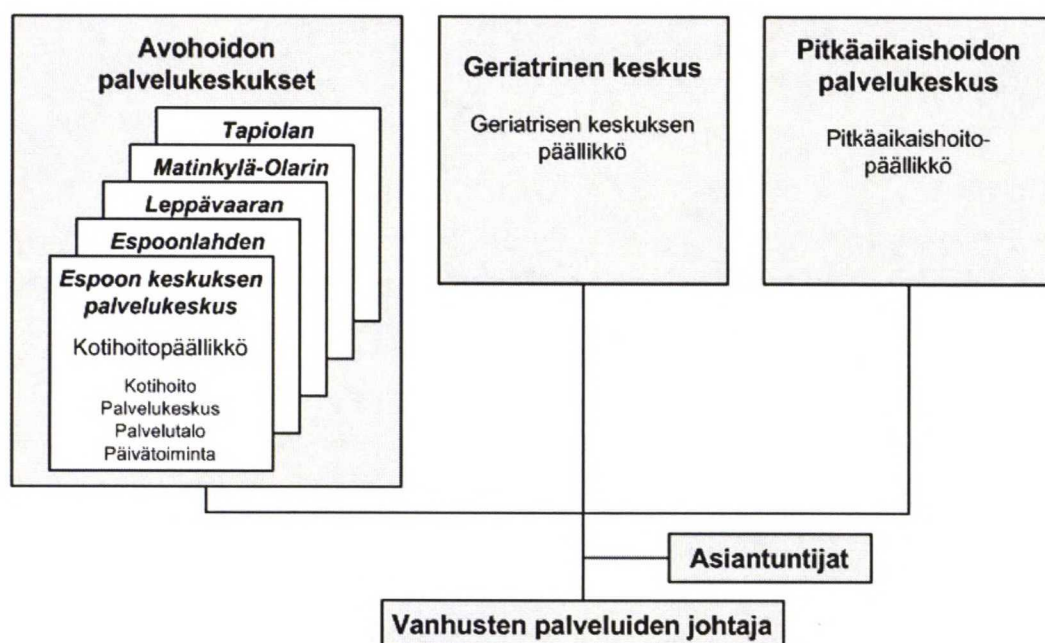 Avohoidon
palvelukeskukset
Tapiolan
Matinkylä-Olarin
Leppävaaran
Espoonlahden
Espoon keskuksen
palvelukeskus
Kotihoitopäällikkö
Kotihoito
Palvelukeskus
Palvelutalo
Päivätoiminta
Geriatrinen keskus
Geriatrisen keskuksen
päällikkö
Pitkäaikaishoidon
palvelukeskus
Pitkäaikaishoito-
päällikkö
Asiantuntijat
Vanhusten palveluiden johtaja